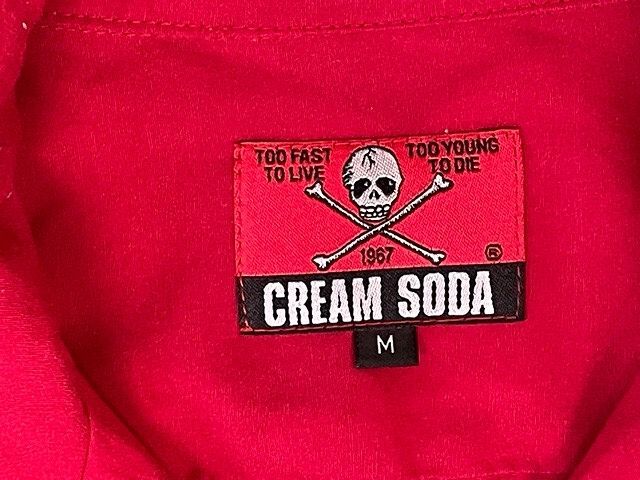 TOO FAST
TO LIVE
TOO YOUNG
TO DIE
1967
®
CREAM SODA
M